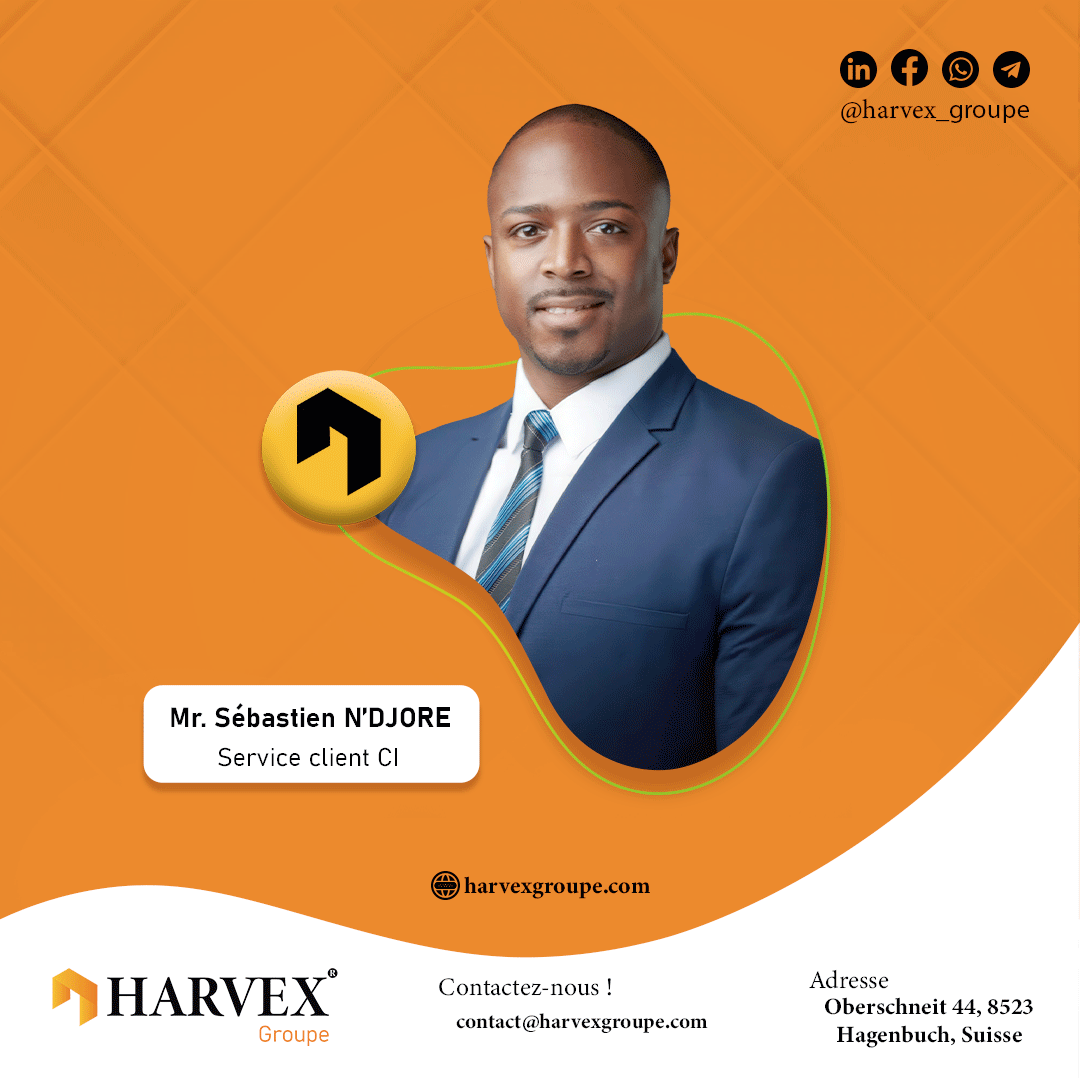 @harvex_groupe
Mr. Sébastien N'DJORE
Service client CI
harvexgroupe.com
HARVEX®
Groupe
Contactez-nous !
contact@harvexgroupe.com
Adresse
Oberschneit 44, 8523
Hagenbuch, Suisse